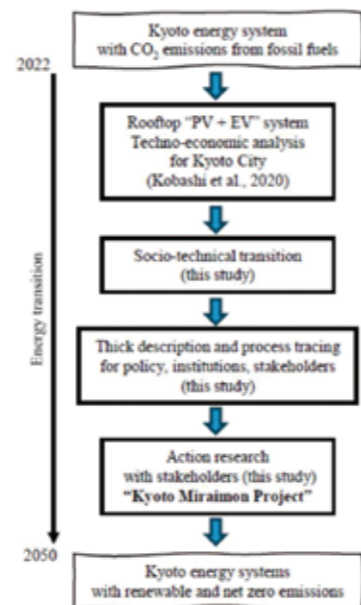 Kyoto energy system
with CO₂ emissions from fossil fuels
2022
Rooftop “PV + EV” system
Techno-economic analysis
for Kyoto City
(Kobashi et al., 2020)
Socio-technical transition
(this study)
Energy transition
Thick description and process tracing
for policy, institutions, stakeholders
(this study)
Action research
with stakeholders (this study)
“Kyoto Miraimon Project”
2050
Kyoto energy systems
with renewable and net zero emissions